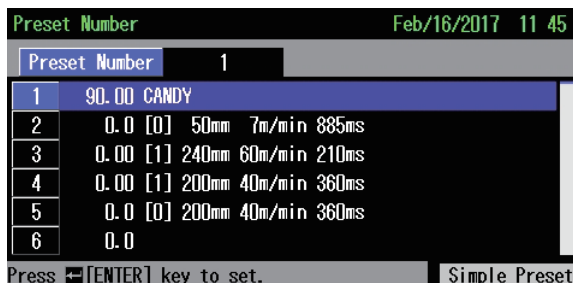 Preset Number Feb/16/2017 11 45
Preset Number 1
1 90.00 CANDY
2 0.0 [0] 50mm 7m/min 885ms
3 0.00 [1] 240mm 60m/min 210ms
4 0.00 [1] 200mm 40m/min 360ms
5 0.0 [0] 200mm 40m/min 360ms
6 0.0
Press [ENTER] key to set. Simple Preset